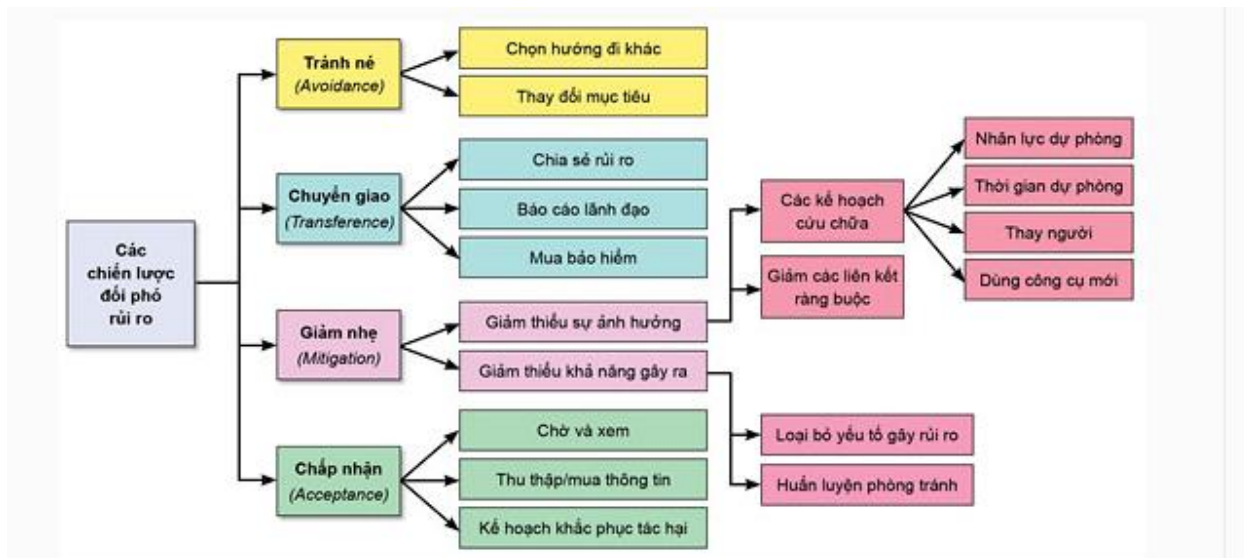 Các
chiến lược
đối phó
rủi ro
Tránh né
(Avoidance)
Chọn hướng đi khác
Thay đổi mục tiêu
Chuyển giao
(Transference)
Chia sẻ rủi ro
Báo cáo lãnh đạo
Mua bảo hiểm
Giảm nhẹ
(Mitigation)
Giảm thiểu sự ảnh hưởng
Các kế hoạch
cứu chữa
Nhân lực dự phòng
Thời gian dự phòng
Thay người
Dùng công cụ mới
Giảm các liên kết
ràng buộc
Giảm thiểu khả năng gây ra
Loại bỏ yếu tố gây rủi ro
Huấn luyện phòng tránh
Chấp nhận
(Acceptance)
Chờ và xem
Thu thập/mua thông tin
Kế hoạch khắc phục tác hại